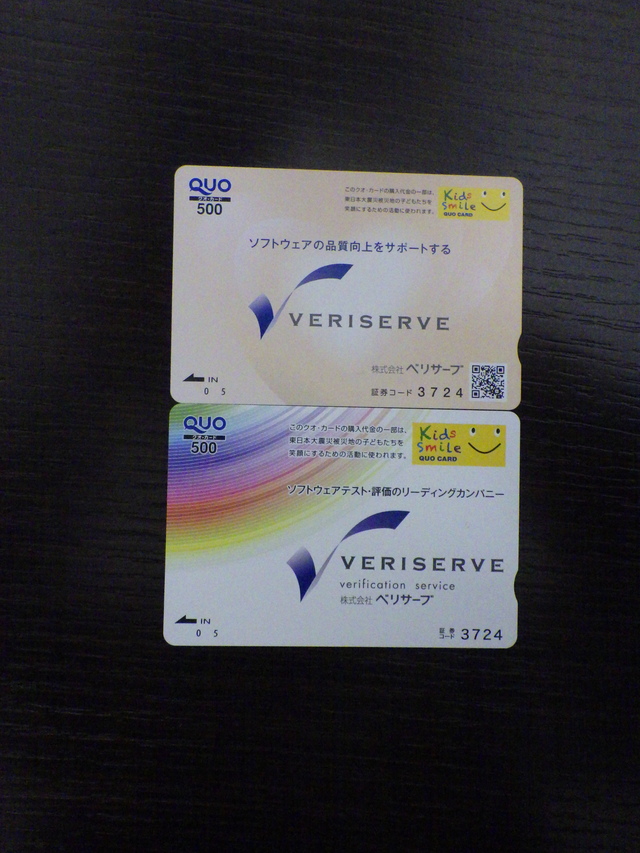 QUO
クオ・カード
500
このクオ・カードの購入代金の一部は、
東日本大震災被災地の子どもたちを
笑顔にするための活動に使われます。
Kids
Smile
QUO CARD
ソフトウェアの品質向上をサポートする
VERISERVE
株式会社 ベリサーブ
IN
0 5
証券コード 3724
QUO
クオ・カード
500
このクオ・カードの購入代金の一部は、
東日本大震災被災地の子どもたちを
笑顔にするための活動に使われます。
Kids
Smile
QUO CARD
ソフトウェアテスト・評価のリーディングカンパニー
VERISERVE
verification service
株式会社 ベリサーブ
IN
0 5
証券
コード 3724